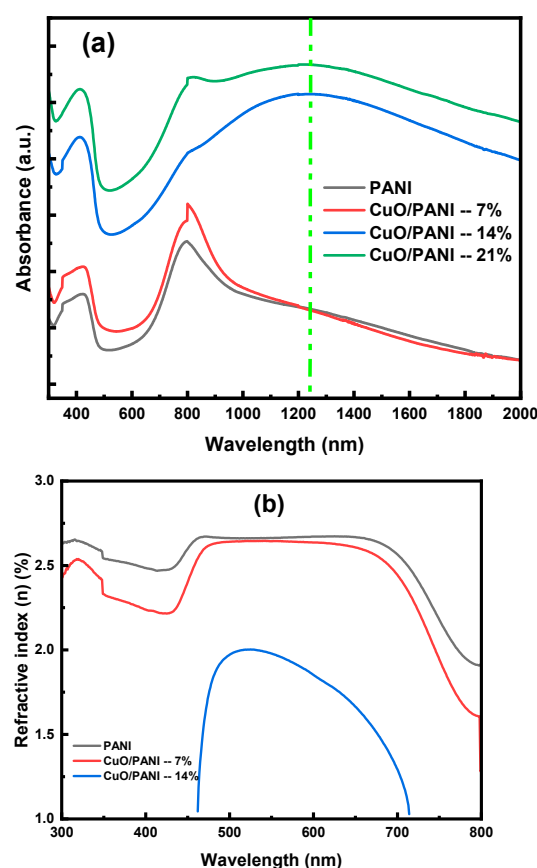 (a)
Absorbance (a.u.)
PANI
CuO/PANI -- 7%
CuO/PANI -- 14%
CuO/PANI -- 21%
400 600 800 1000 1200 1400 1600 1800 2000
Wavelength (nm)
(b)
Refractive index (n) (%)
3.0
2.5
2.0
1.5
1.0
PANI
CuO/PANI -- 7%
CuO/PANI -- 14%
300 400 500 600 700 800
Wavelength (nm)